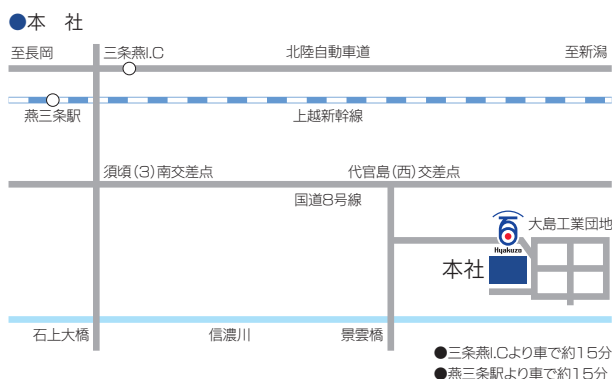 ●本　社
至長岡　三条燕I.C　北陸自動車道　至新潟
燕三条駅　上越新幹線
須頃(3)南交差点　代官島(西)交差点
国道8号線
大島工業団地
Hyakuzo
本社
石上大橋　信濃川　景雲橋
●三条燕I.Cより車で約15分
●燕三条駅より車で約15分